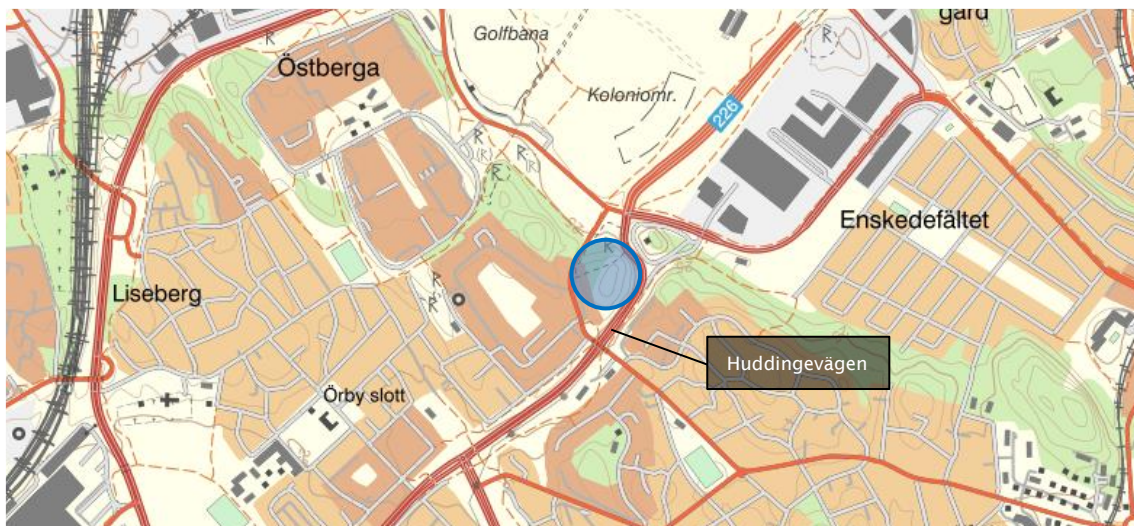 gård
Golfbana
R
R
Östberga
Koloniomr.
226
R
(R)
R
(R)
R
Enskedefältet
R
R
R
Liseberg
Huddingevägen
Örby slott